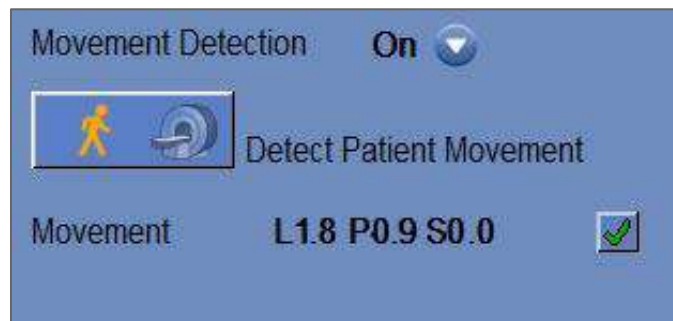 Movement Detection On
Detect Patient Movement
Movement L1.8 P0.9 S0.0